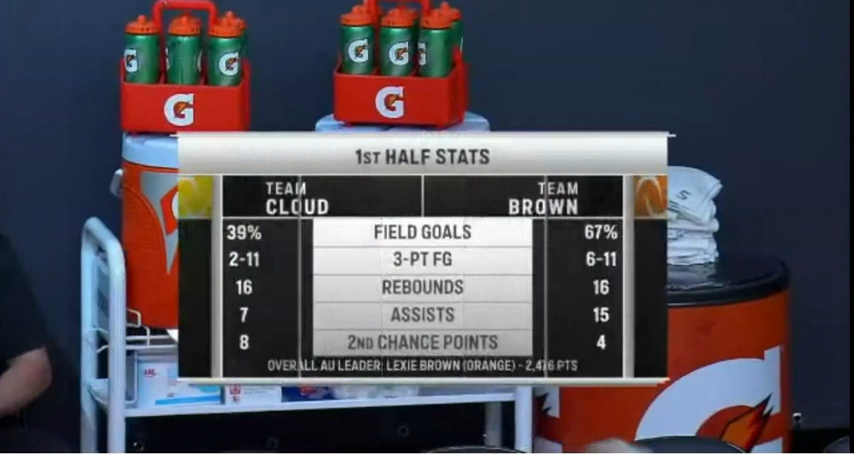 G G G
G G G
G
G
1ST HALF STATS
TEAM CLOUD
TEAM BROWN
39% FIELD GOALS 67%
2-11 3-PT FG 6-11
16 REBOUNDS 16
7 ASSISTS 15
8 2ND CHANCE POINTS 4
OVERALL AU LEADER: LEXIE BROWN (ORANGE) - 2,476 PTS
G